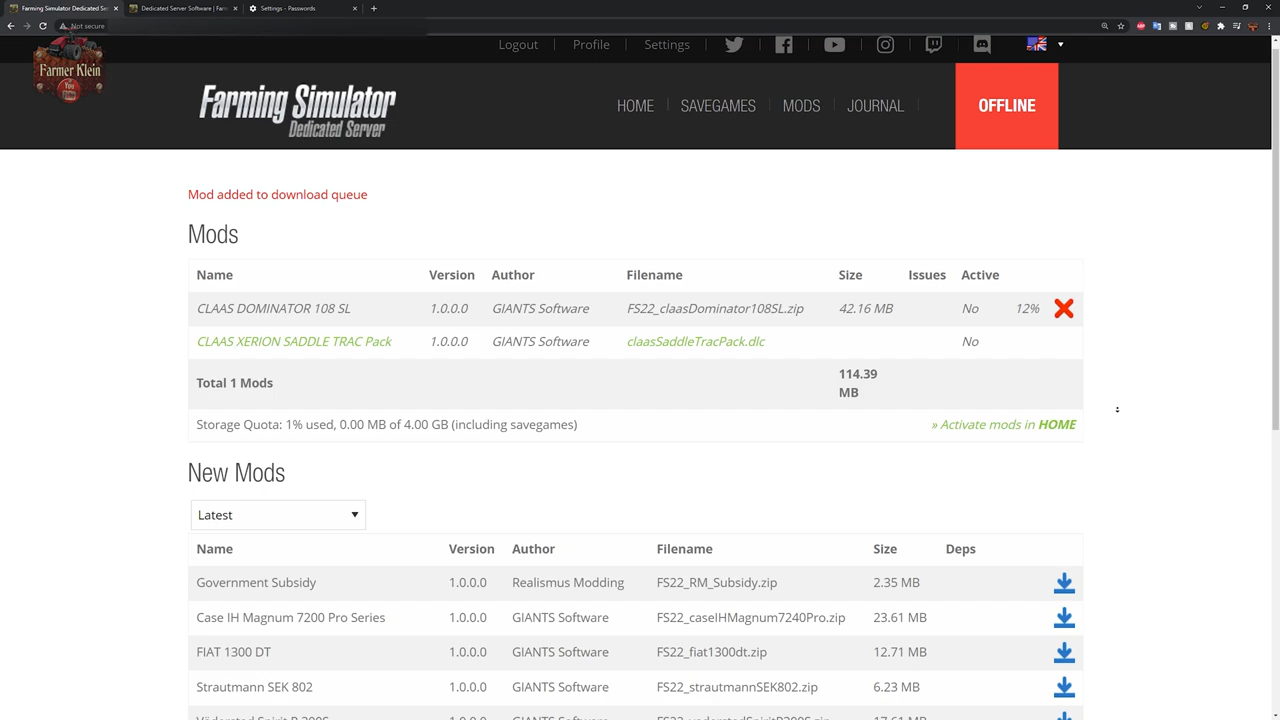 Farming Simulator Dedicated Ser
Dedicated Server Software | Farm
Settings - Passwords
Not secure
Farmer Klein
You Tube
Logout Profile Settings
Farming Simulator
Dedicated Server
HOME SAVEGAMES MODS JOURNAL OFFLINE
Mod added to download queue
Mods
Name Version Author Filename Size Issues Active
CLAAS DOMINATOR 108 SL 1.0.0.0 GIANTS Software FS22_claasDominator108SL.zip 42.16 MB No 12%
CLAAS XERION SADDLE TRAC Pack 1.0.0.0 GIANTS Software claasSaddleTracPack.dlc No
Total 1 Mods 114.39
MB
Storage Quota: 1% used, 0.00 MB of 4.00 GB (including savegames) » Activate mods in HOME
New Mods
Latest
Name Version Author Filename Size Deps
Government Subsidy 1.0.0.0 Realismus Modding FS22_RM_Subsidy.zip 2.35 MB
Case IH Magnum 7200 Pro Series 1.0.0.0 GIANTS Software FS22_caseIHMagnum7240Pro.zip 23.61 MB
FIAT 1300 DT 1.0.0.0 GIANTS Software FS22_fiat1300dt.zip 12.71 MB
Strautmann SEK 802 1.0.0.0 GIANTS Software FS22_strautmannSEK802.zip 6.23 MB